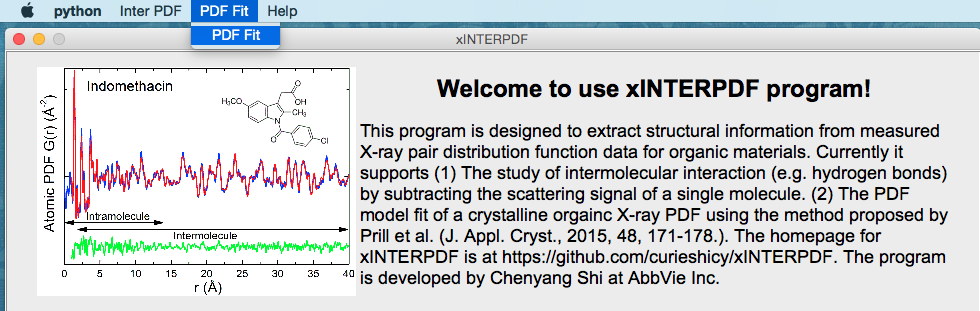 python Inter PDF PDF Fit Help
PDF Fit
xINTERPDF
Indomethacin
Atomic PDF G(r) (Å-2)
O
OH
H3CO
CH3
N
O
Cl
Intramolecule
Intermolecule
0 5 10 15 20 25 30 35 40
r (Å)
Welcome to use xINTERPDF program!
This program is designed to extract structural information from measured
X-ray pair distribution function data for organic materials. Currently it
supports (1) The study of intermolecular interaction (e.g. hydrogen bonds)
by subtracting the scattering signal of a single molecule. (2) The PDF
model fit of a crystalline orgainc X-ray PDF using the method proposed by
Prill et al. (J. Appl. Cryst., 2015, 48, 171-178.). The homepage for
xINTERPDF is at https://github.com/curieshicy/xINTERPDF. The program
is developed by Chenyang Shi at AbbVie Inc.